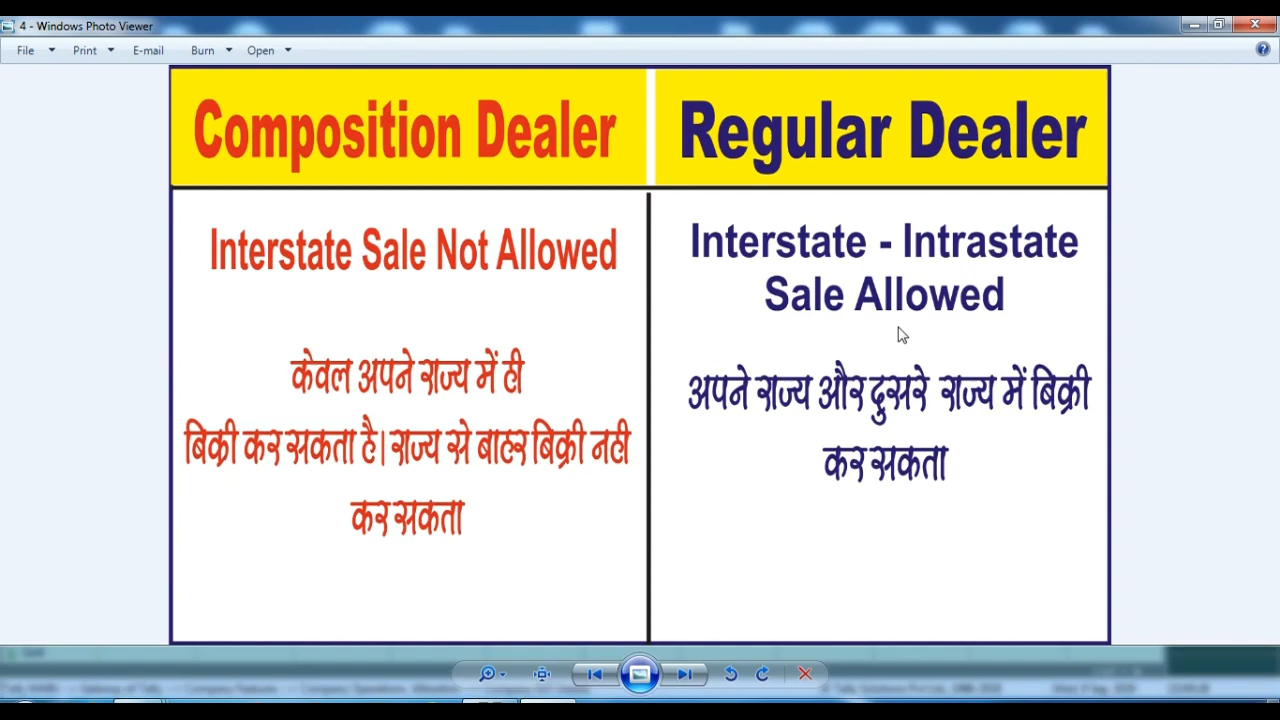 4 - Windows Photo Viewer
File Print E-mail Burn Open
Composition Dealer
Interstate Sale Not Allowed
केवल अपने राज्य में ही
बिक्री कर सकता है। राज्य से बाहर बिक्री नही
कर सकता
Regular Dealer
Interstate - Intrastate
Sale Allowed
अपने राज्य और दुसरे राज्य में बिक्री
कर सकता